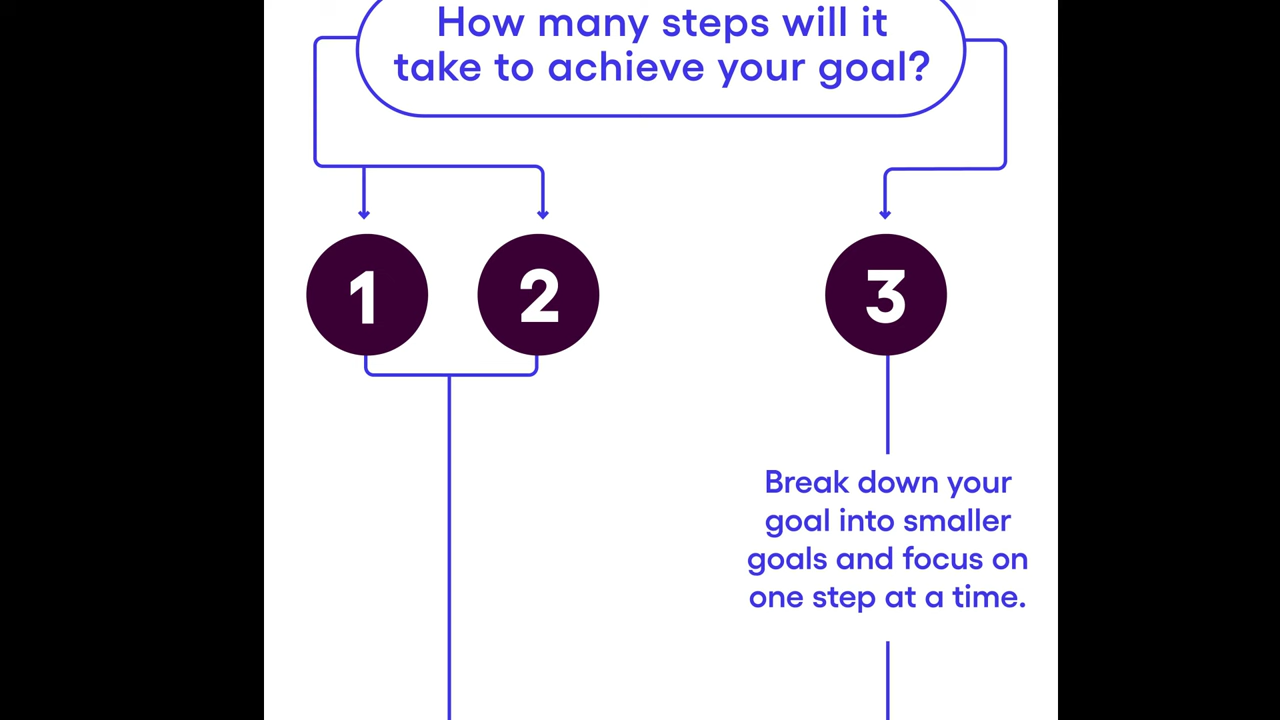 How many steps will it
take to achieve your goal?
1 2 3
Break down your
goal into smaller
goals and focus on
one step at a time.